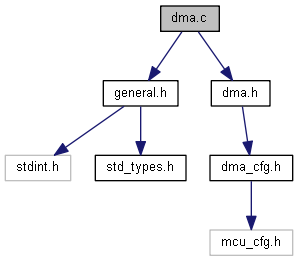 dma.c
general.h
dma.h
stdint.h
std_types.h
dma_cfg.h
mcu_cfg.h